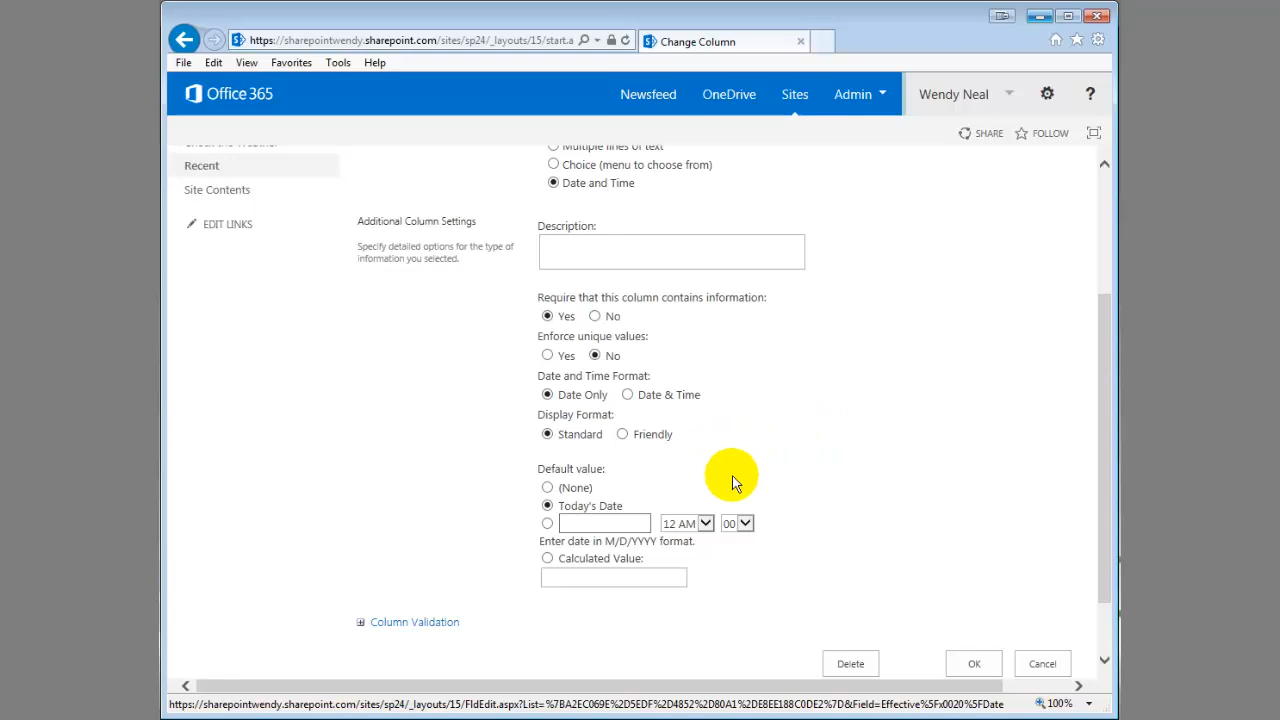 https://sharepointwendy.sharepoint.com/sites/sp24/_layouts/15/start.a
Change Column
File Edit View Favorites Tools Help
Office 365
Newsfeed OneDrive Sites Admin Wendy Neal ?
SHARE FOLLOW
Check the Weather
Multiple lines of text
Recent
Choice (menu to choose from)
Date and Time
Site Contents
EDIT LINKS
Additional Column Settings
Specify detailed options for the type of
information you selected.
Description:
Require that this column contains information:
Yes No
Enforce unique values:
Yes No
Date and Time Format:
Date Only Date & Time
Display Format:
Standard Friendly
Default value:
(None)
Today's Date
12 AM 00
Enter date in M/D/YYYY format.
Calculated Value:
Column Validation
Delete OK Cancel
https://sharepointwendy.sharepoint.com/sites/sp24/_layouts/15/FldEdit.aspx?List=%7BA2EC069E%2D5EDF%2D4852%2D80A1%2DE8EE188C0DE2%7D&Field=Effective%5Fx0020%5FDate
100%